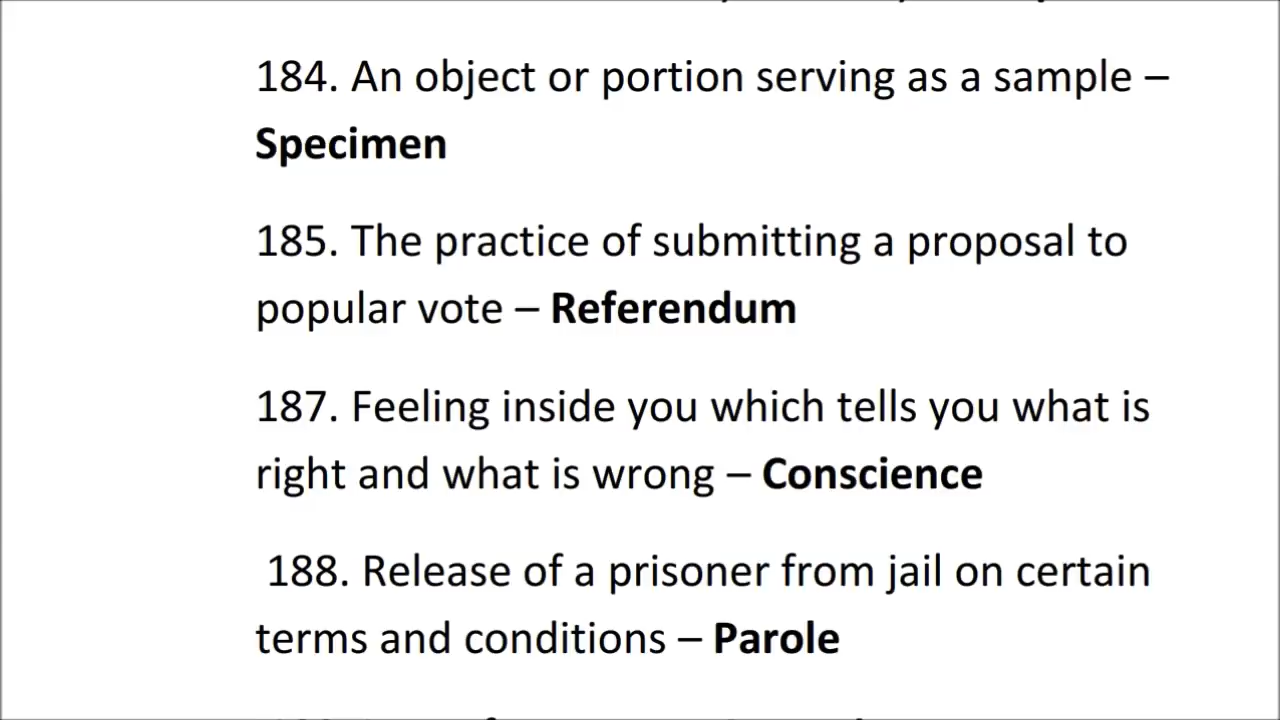 184. An object or portion serving as a sample –
Specimen
185. The practice of submitting a proposal to
popular vote – Referendum
187. Feeling inside you which tells you what is
right and what is wrong – Conscience
188. Release of a prisoner from jail on certain
terms and conditions – Parole